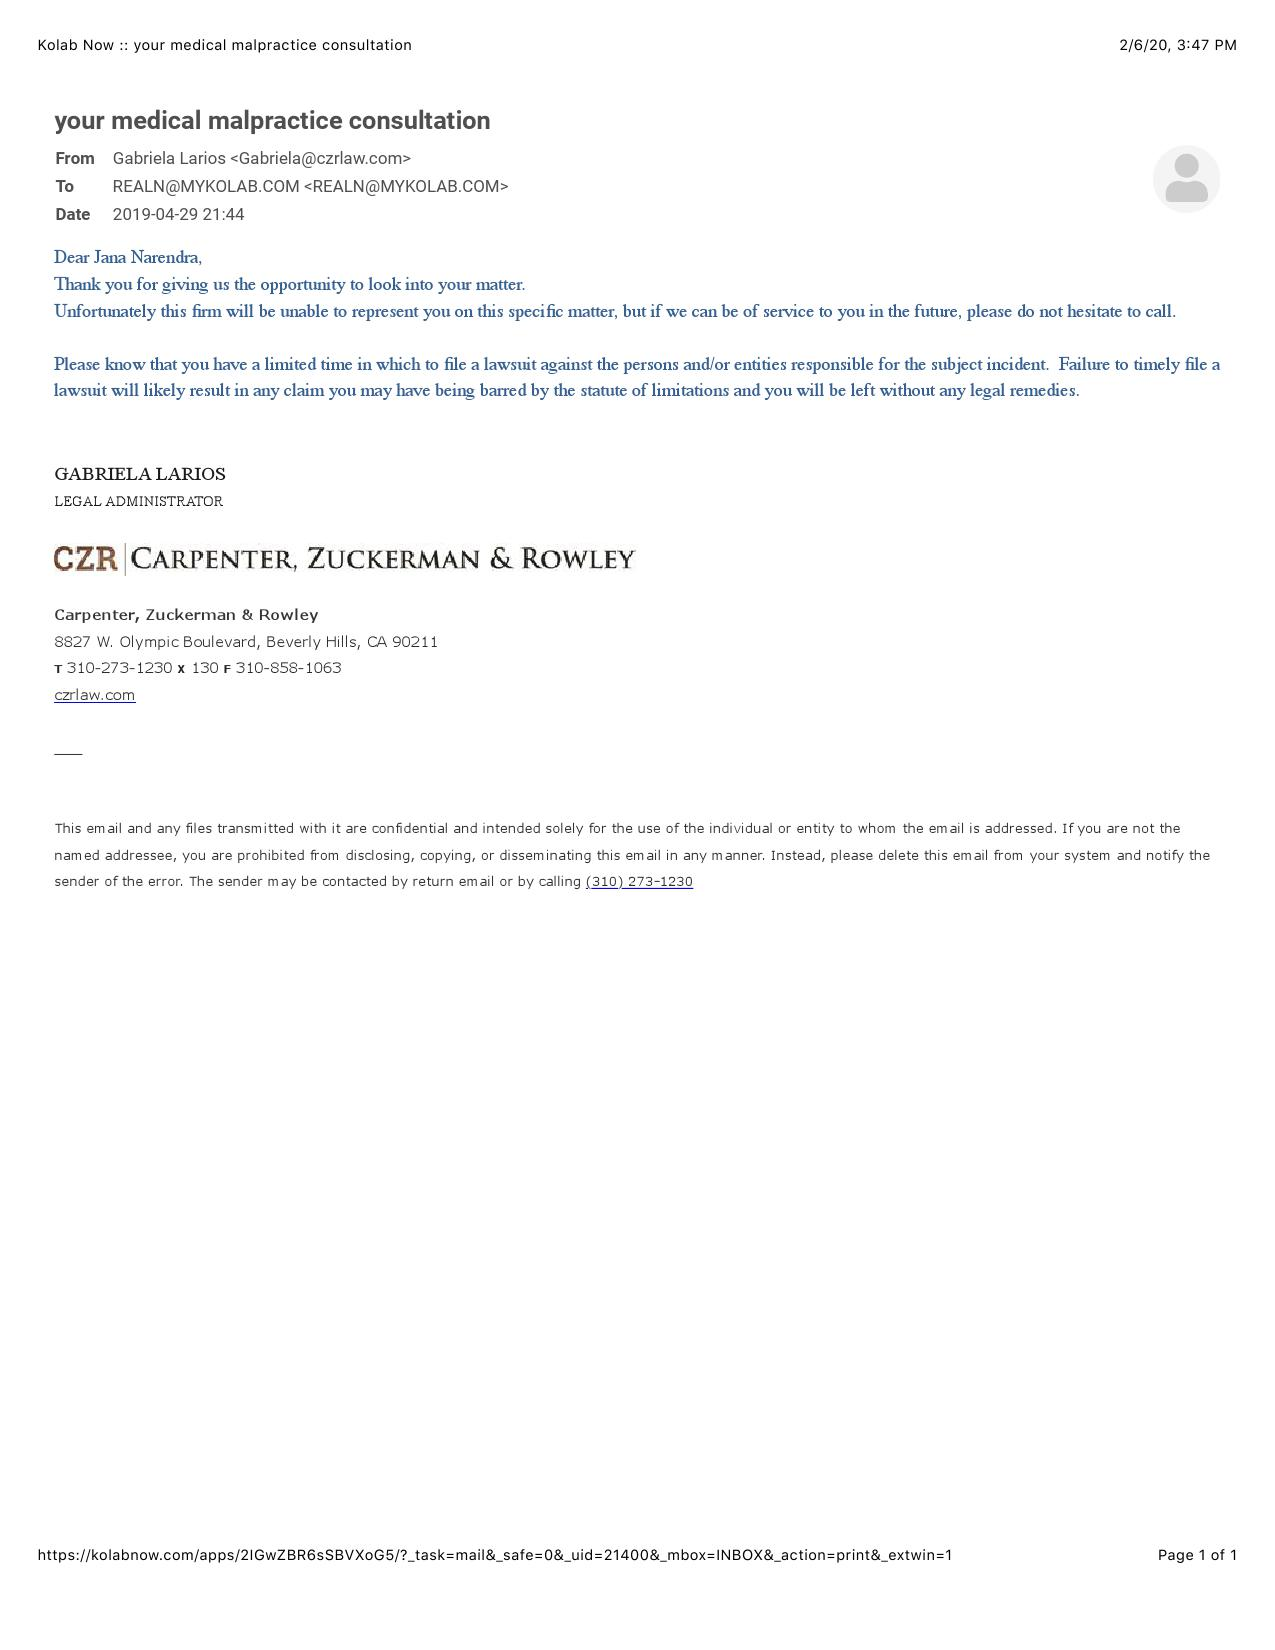 Kolab Now :: your medical malpractice consultation 2/6/20, 3:47 PM
your medical malpractice consultation
From Gabriela Larios <Gabriela@czrlaw.com>
To REALN@MYKOLAB.COM <REALN@MYKOLAB.COM>
Date 2019-04-29 21:44
Dear Jana Narendra,
Thank you for giving us the opportunity to look into your matter.
Unfortunately this firm will be unable to represent you on this specific matter, but if we can be of service to you in the future, please do not hesitate to call.
Please know that you have a limited time in which to file a lawsuit against the persons and/or entities responsible for the subject incident.  Failure to timely file a
lawsuit will likely result in any claim you may have being barred by the statute of limitations and you will be left without any legal remedies.
GABRIELA LARIOS
LEGAL ADMINISTRATOR
CZR | CARPENTER, ZUCKERMAN & ROWLEY
Carpenter, Zuckerman & Rowley
8827 W. Olympic Boulevard, Beverly Hills, CA 90211
T 310-273-1230 X 130 F 310-858-1063
czrlaw.com
This email and any files transmitted with it are confidential and intended solely for the use of the individual or entity to whom the email is addressed. If you are not the
named addressee, you are prohibited from disclosing, copying, or disseminating this email in any manner. Instead, please delete this email from your system and notify the
sender of the error. The sender may be contacted by return email or by calling (310) 273-1230
https://kolabnow.com/apps/2IGwZBR6sSBVXoG5/?_task=mail&_safe=0&_uid=21400&_mbox=INBOX&_action=print&_extwin=1 Page 1 of 1